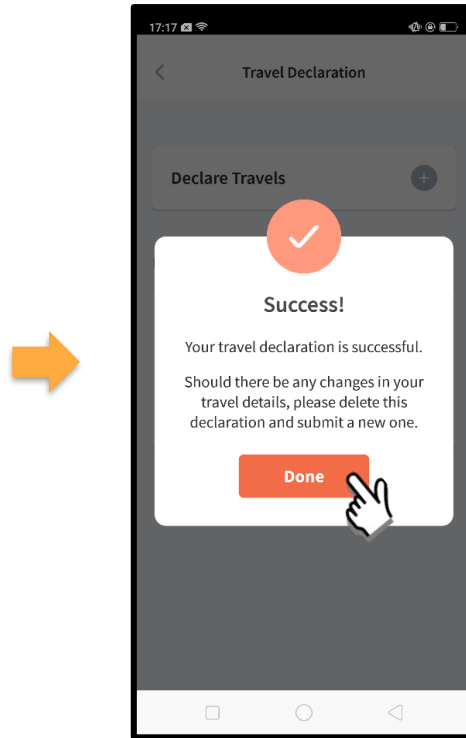 17:17
Travel Declaration
Declare Travels
Success!
Your travel declaration is successful.
Should there be any changes in your
travel details, please delete this
declaration and submit a new one.
Done